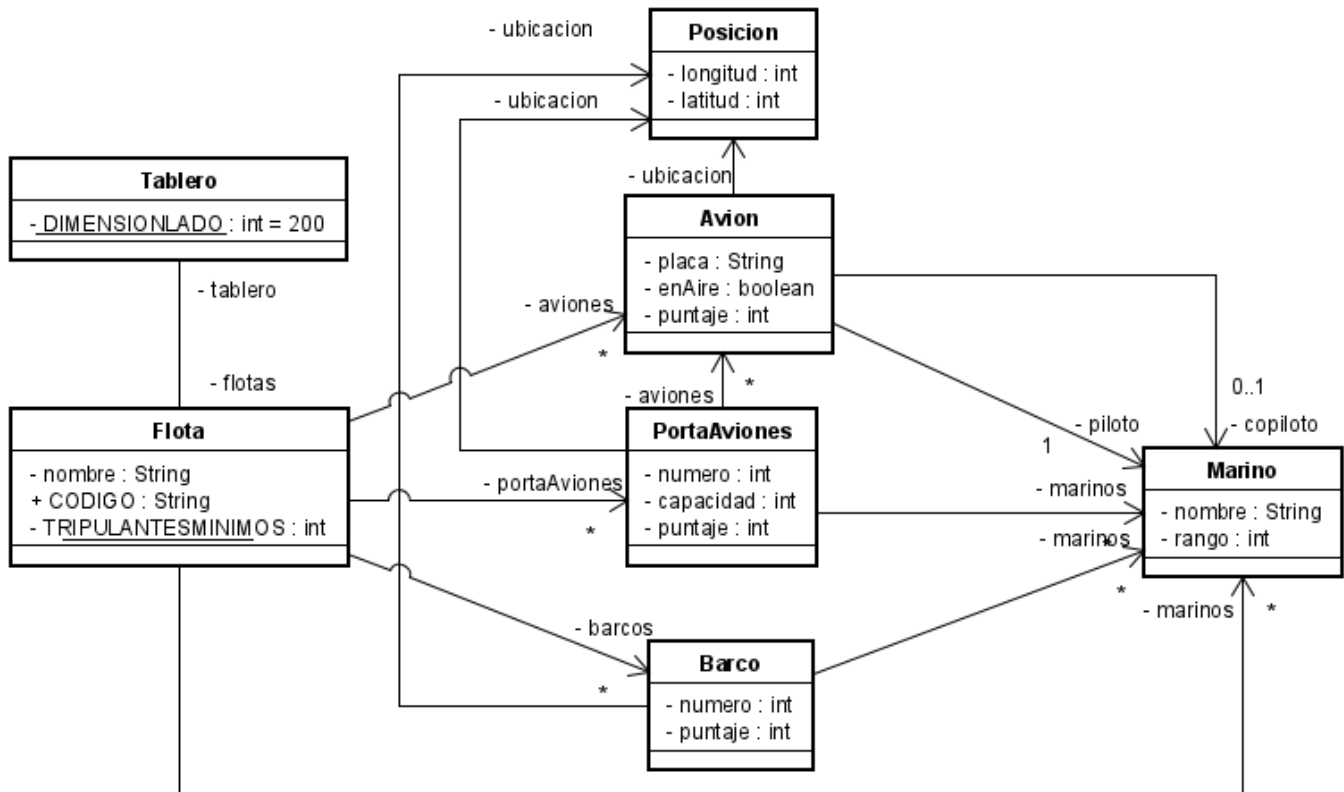 - ubicacion
Posicion
- longitud : int
- latitud : int
- ubicacion
- ubicacion
Tablero
- DIMENSIONLADO : int = 200
- tablero
Avion
- placa : String
- enAire : boolean
- puntaje : int
- aviones
*
- flotas
- aviones
*
0..1
- copiloto
- piloto
1
Flota
- nombre : String
+ CODIGO : String
- TRIPULANTESMINIMOS : int
- portaAviones
*
PortaAviones
- numero : int
- capacidad : int
- puntaje : int
- marinos
*
Marino
- nombre : String
- rango : int
- marinos
*
- marinos
*
- barcos
*
Barco
- numero : int
- puntaje : int